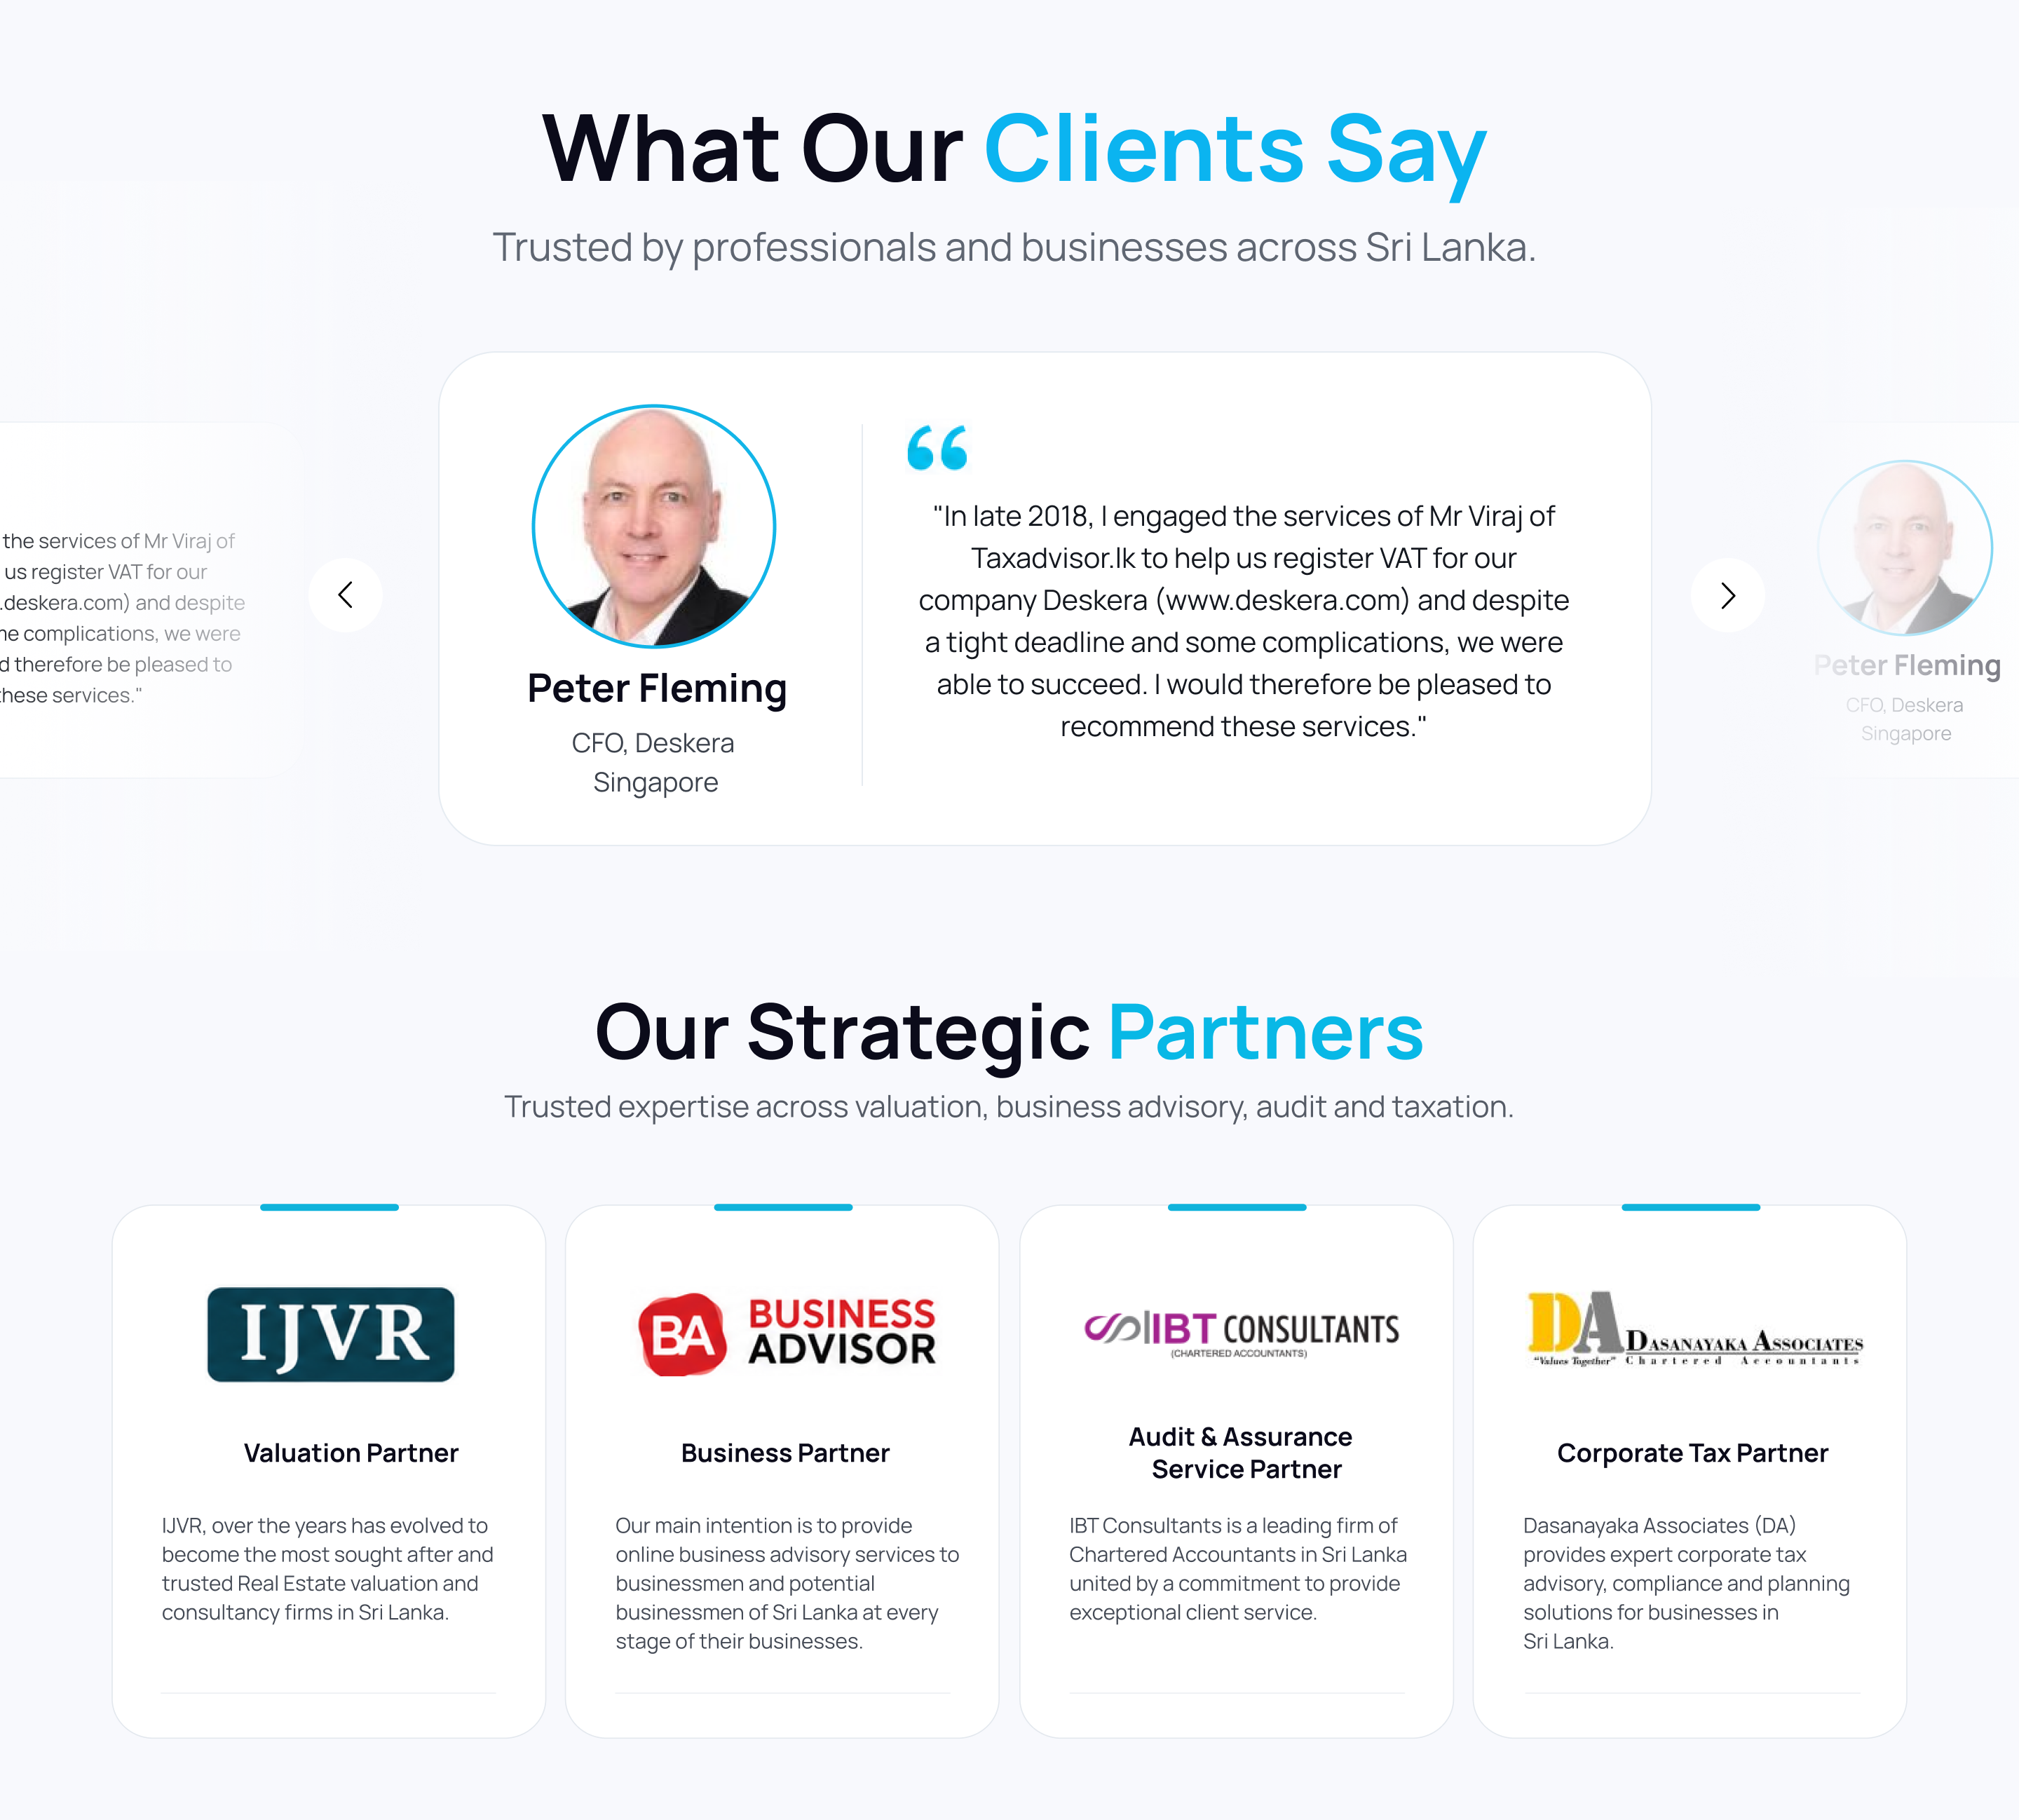 What Our Clients Say
Trusted by professionals and businesses across Sri Lanka.
the services of Mr Viraj of
us register VAT for our
.deskera.com) and despite
complications, we were
therefore be pleased to
services."
Peter Fleming
CFO, Deskera
Singapore
"In late 2018, I engaged the services of Mr Viraj of
Taxadvisor.lk to help us register VAT for our
company Deskera (www.deskera.com) and despite
a tight deadline and some complications, we were
able to succeed. I would therefore be pleased to
recommend these services."
Peter Fleming
CFO, Deskera
Singapore
Our Strategic Partners
Trusted expertise across valuation, business advisory, audit and taxation.
IJVR
Valuation Partner
IJVR, over the years has evolved to
become the most sought after and
trusted Real Estate valuation and
consultancy firms in Sri Lanka.
BA
BUSINESS
ADVISOR
Business Partner
Our main intention is to provide
online business advisory services to
businessmen and potential
businessmen of Sri Lanka at every
stage of their businesses.
IBT CONSULTANTS
(CHARTERED ACCOUNTANTS)
Audit & Assurance
Service Partner
IBT Consultants is a leading firm of
Chartered Accountants in Sri Lanka
united by a commitment to provide
exceptional client service.
DA
DASANAYAKA ASSOCIATES
"Values Together" Chartered Accountants
Corporate Tax Partner
Dasanayaka Associates (DA)
provides expert corporate tax
advisory, compliance and planning
solutions for businesses in
Sri Lanka.